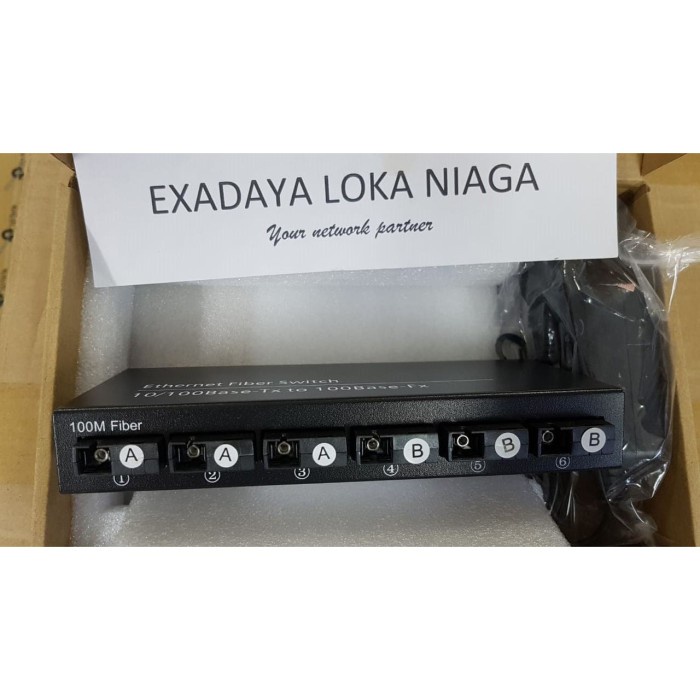 EXADAYA LOKA NIAGA
Your network partner
Ethernet Fiber Switch
10/100Base-Tx to 100Base-Fx
100M Fiber
A A A B B B
① ② ③ ④ ⑤ ⑥